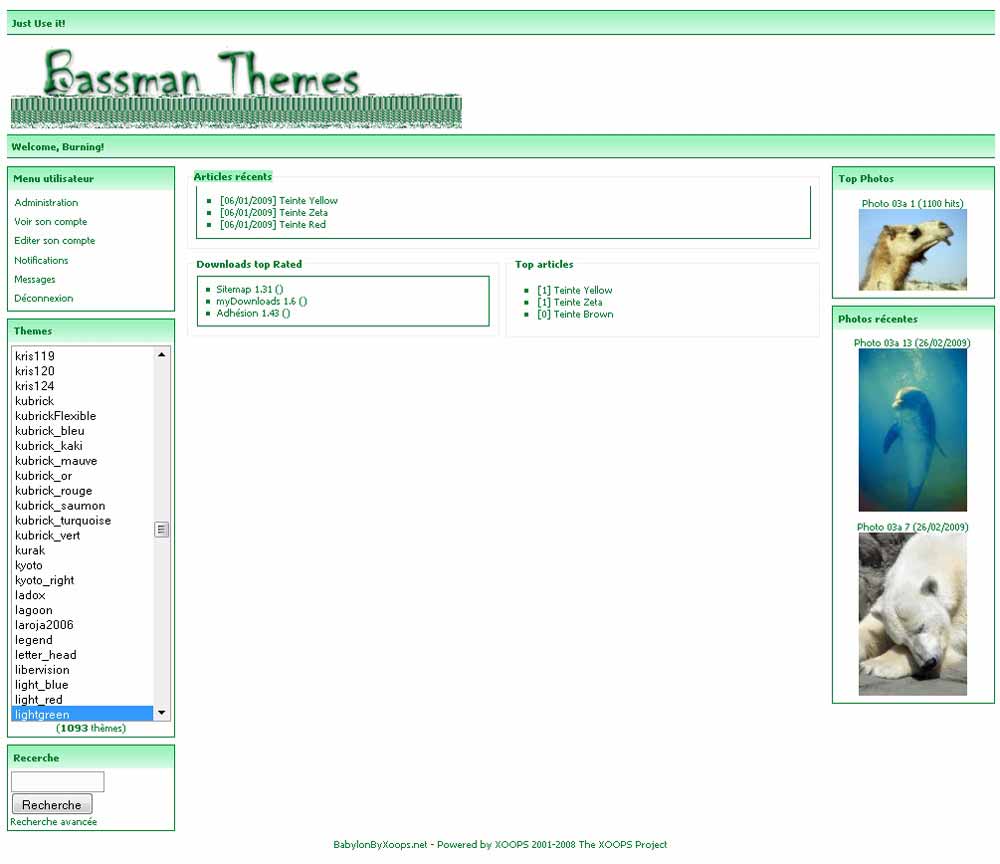 Just Use it!
Bassman Themes
Welcome, Burning!
Menu utilisateur
Administration
Voir son compte
Editer son compte
Notifications
Messages
Déconnexion
Themes
kris119
kris120
kris124
kubrick
kubrickFlexible
kubrick_bleu
kubrick_kaki
kubrick_mauve
kubrick_or
kubrick_rouge
kubrick_saumon
kubrick_turquoise
kubrick_vert
kurak
kyoto
kyoto_right
ladox
lagoon
laroja2006
legend
letter_head
libervision
light_blue
light_red
lightgreen
(1093 thèmes)
Recerche
Recherche
Recherche avancée
Articles récents
[06/01/2009] Teinte Yellow
[06/01/2009] Teinte Zeta
[06/01/2009] Teinte Red
Downloads top Rated
Sitemap 1.31 ()
myDownloads 1.6 ()
Adhésion 1.43 ()
Top articles
[1] Teinte Yellow
[1] Teinte Zeta
[0] Teinte Brown
Top Photos
Photo 03a 1 (1100 hits)
Photos récentes
Photo 03a 13 (26/02/2009)
Photo 03a 7 (26/02/2009)
BabylonByXoops.net - Powered by XOOPS 2001-2008 The XOOPS Project